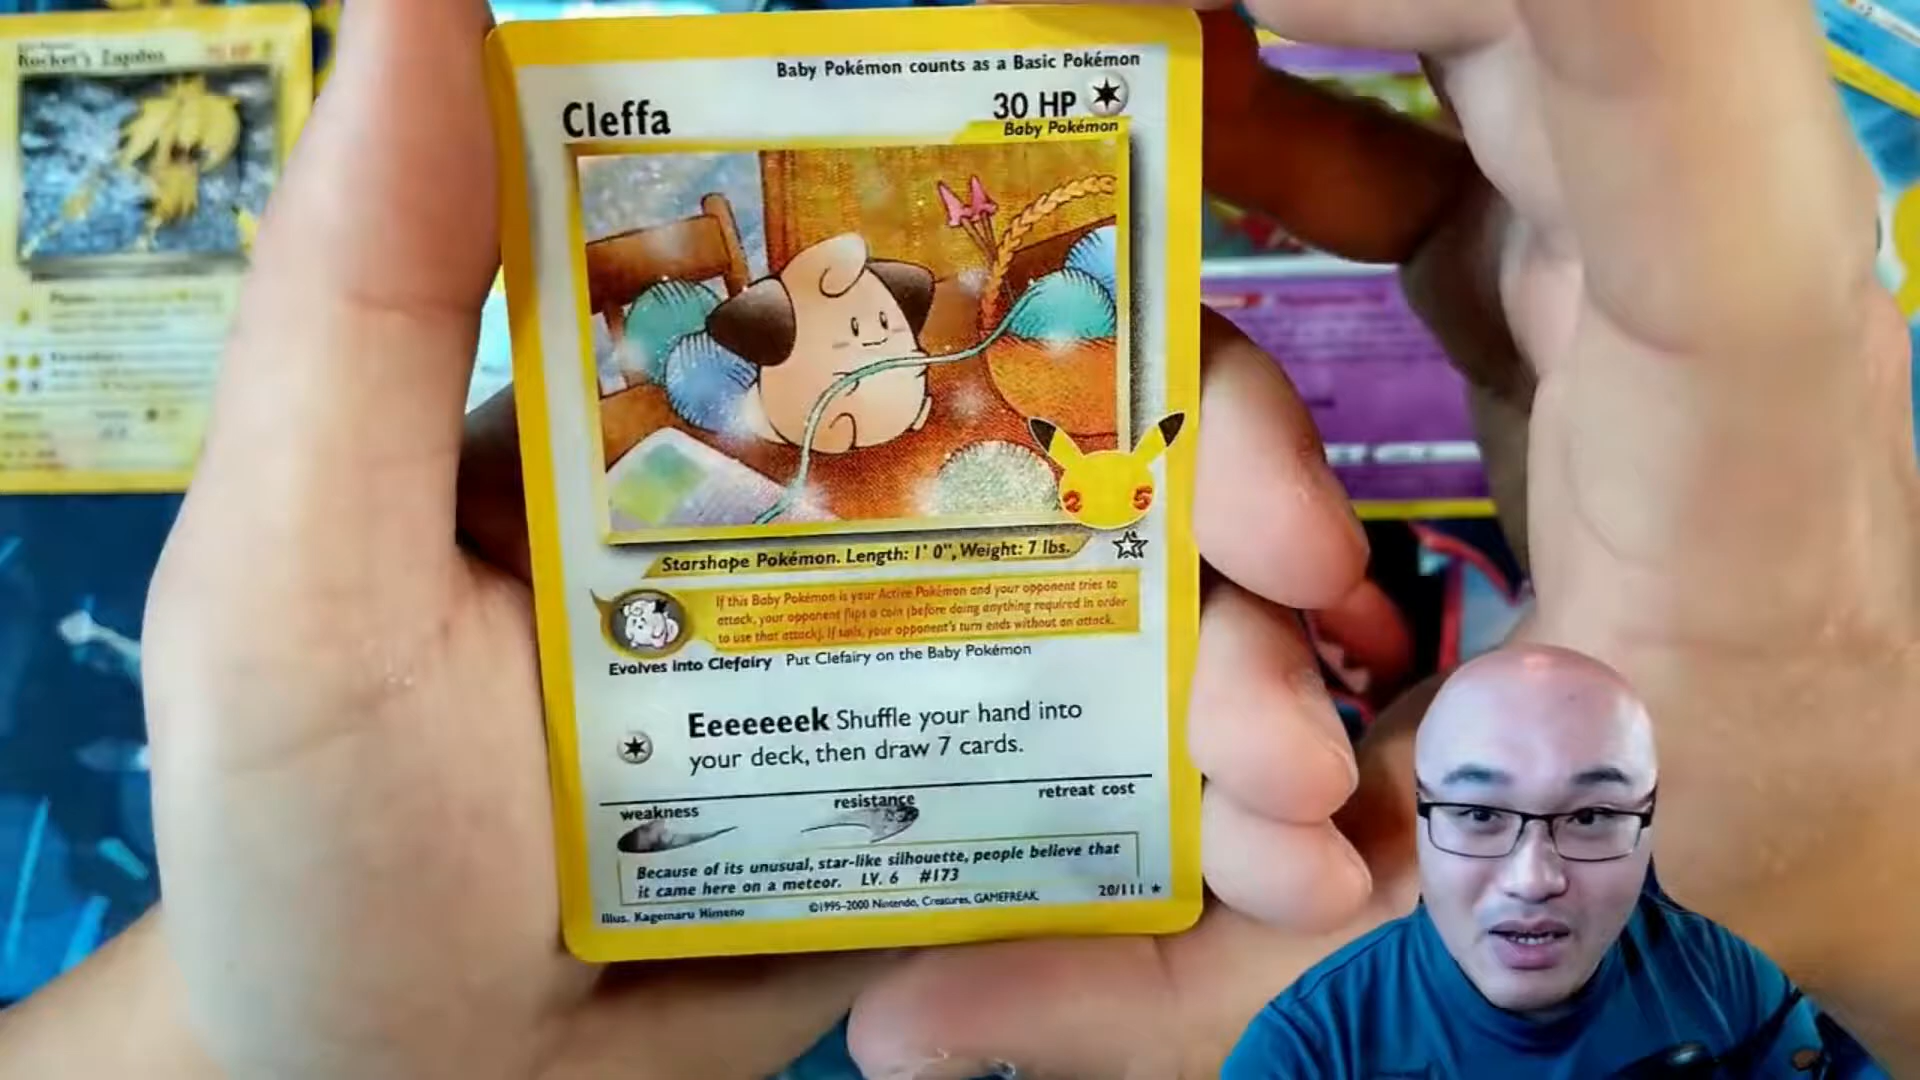 Rocket's Zapdos
Baby Pokémon counts as a Basic Pokémon
Cleffa
30 HP
Baby Pokémon
2 5
Starshape Pokémon. Length: 1' 0", Weight: 7 lbs.
If this Baby Pokémon is your Active Pokémon and your opponent tries to
attack, your opponent flips a coin (before doing anything required in order
to use that attack). If tails, your opponent's turn ends without an attack.
Evolves into Clefairy Put Clefairy on the Baby Pokémon
Eeeeeeek Shuffle your hand into
your deck, then draw 7 cards.
weakness
resistance
retreat cost
Because of its unusual, star-like silhouette, people believe that
it came here on a meteor. LV. 6 #173
Illus. Kagemaru Himeno
©1995-2000 Nintendo, Creatures, GAMEFREAK.
20/111 ★